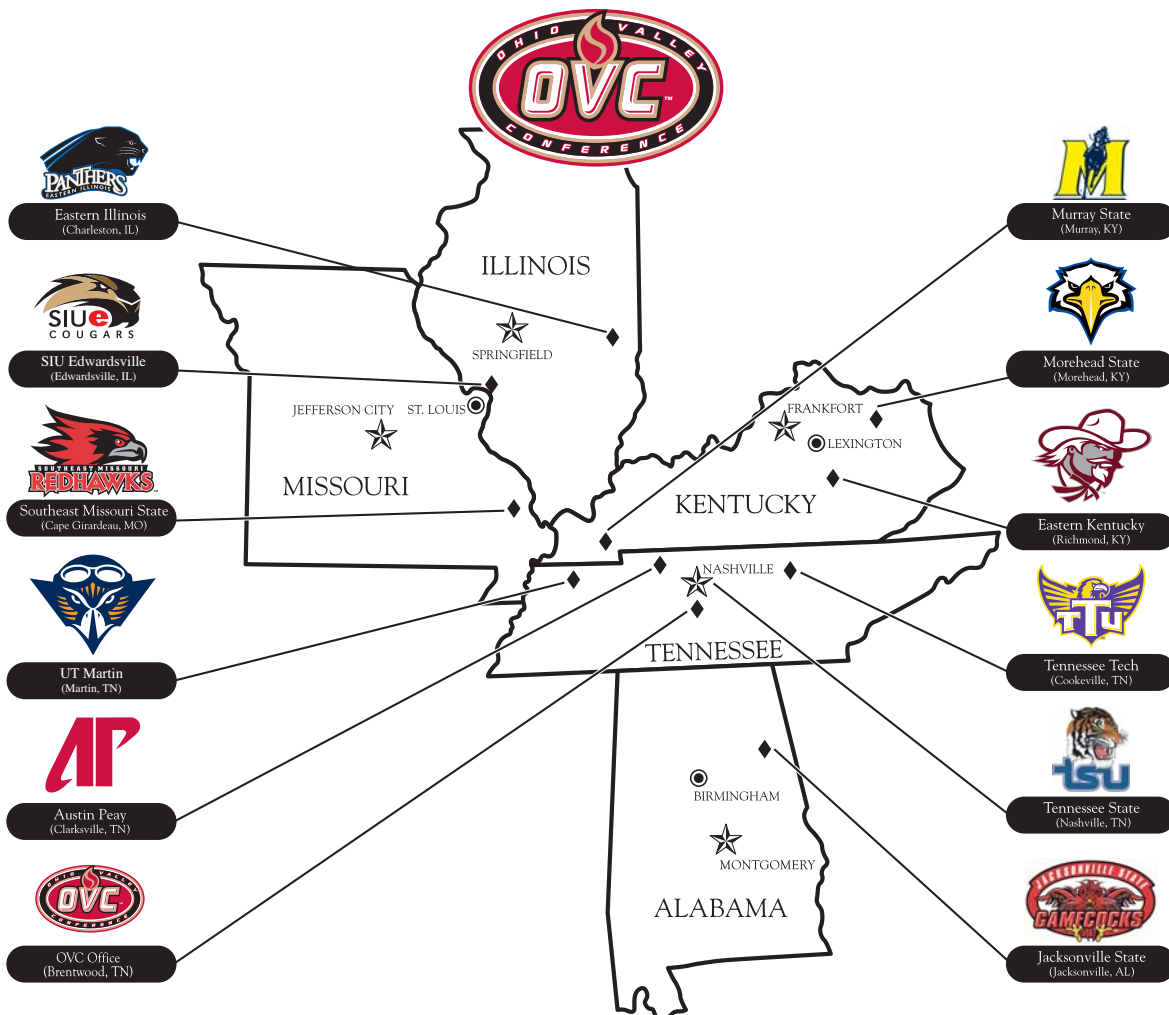 OHIO VALLEY
OVC™
CONFERENCE
PANTHERS
EASTERN ILLINOIS
Eastern Illinois
(Charleston, IL)
SIUe
COUGARS
SIU Edwardsville
(Edwardsville, IL)
SOUTHEAST MISSOURI
REDHAWKS
Southeast Missouri State
(Cape Girardeau, MO)
UT Martin
(Martin, TN)
AP
Austin Peay
(Clarksville, TN)
OHIO VALLEY
OVC
CONFERENCE
OVC Office
(Brentwood, TN)
ILLINOIS
SPRINGFIELD
JEFFERSON CITY
ST. LOUIS
MISSOURI
FRANKFORT
LEXINGTON
KENTUCKY
NASHVILLE
TENNESSEE
BIRMINGHAM
MONTGOMERY
ALABAMA
M
Murray State
(Murray, KY)
Morehead State
(Morehead, KY)
Eastern Kentucky
(Richmond, KY)
TTU
Tennessee Tech
(Cookeville, TN)
tsu
Tennessee State
(Nashville, TN)
JACKSONVILLE STATE
GAMECOCKS
Jacksonville State
(Jacksonville, AL)